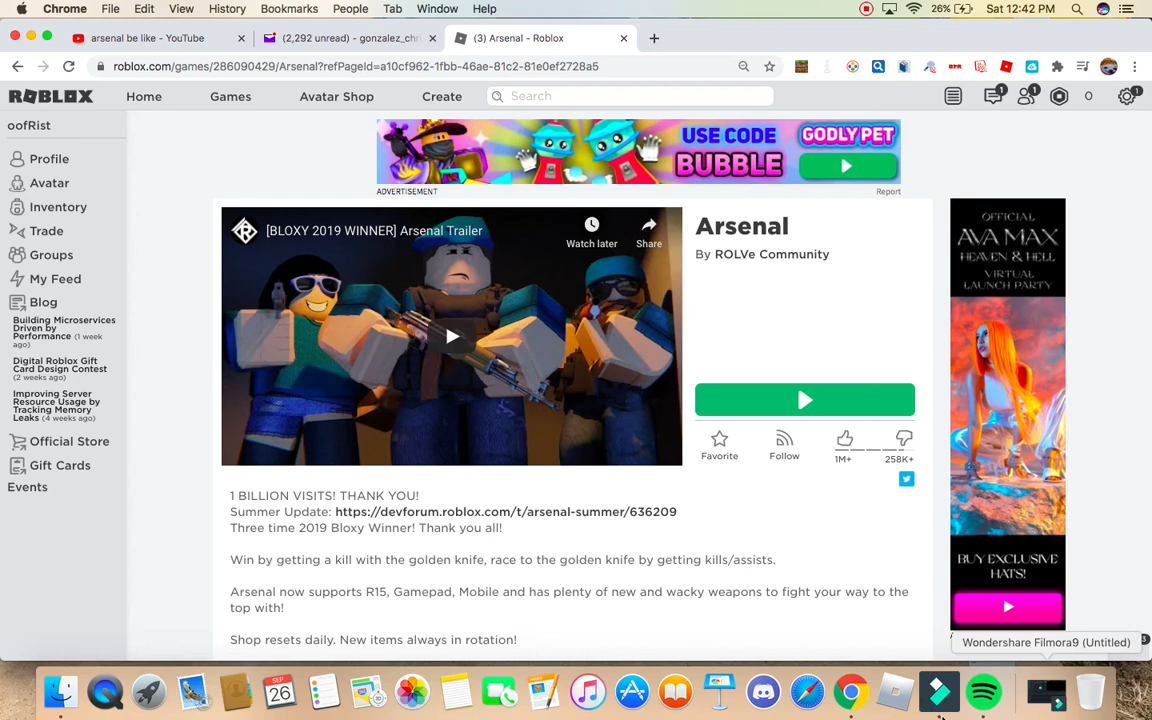 Chrome File Edit View History Bookmarks People Tab Window Help 26% Sat 12:42 PM
arsenal be like - YouTube (2,292 unread) - gonzalez_chr (3) Arsenal - Roblox
roblox.com/games/286090429/Arsenal?refPageId=a10cf962-1fbb-46ae-81c2-81e0ef2728a5
ROBLOX Home Games Avatar Shop Create Search 1 1 0 1
oofRist
Profile
Avatar
Inventory
Trade
Groups
My Feed
Blog
Building Microservices
Driven by
Performance (1 week
ago)
Digital Roblox Gift
Card Design Contest
(2 weeks ago)
Improving Server
Resource Usage by
Tracking Memory
Leaks (4 weeks ago)
Official Store
Gift Cards
Events
USE CODE
BUBBLE
GODLY PET
ADVERTISEMENT Report
[BLOXY 2019 WINNER] Arsenal Trailer
Watch later Share
Arsenal
By ROLVe Community
Favorite Follow 1M+ 258K+
1 BILLION VISITS! THANK YOU!
Summer Update: https://devforum.roblox.com/t/arsenal-summer/636209
Three time 2019 Bloxy Winner! Thank you all!
Win by getting a kill with the golden knife, race to the golden knife by getting kills/assists.
Arsenal now supports R15, Gamepad, Mobile and has plenty of new and wacky weapons to fight your way to the
top with!
Shop resets daily. New items always in rotation!
OFFICIAL
AVA MAX
HEAVEN & HELL
VIRTUAL
LAUNCH PARTY
BUY EXCLUSIVE
HATS!
Wondershare Filmora9 (Untitled)
SEP
26